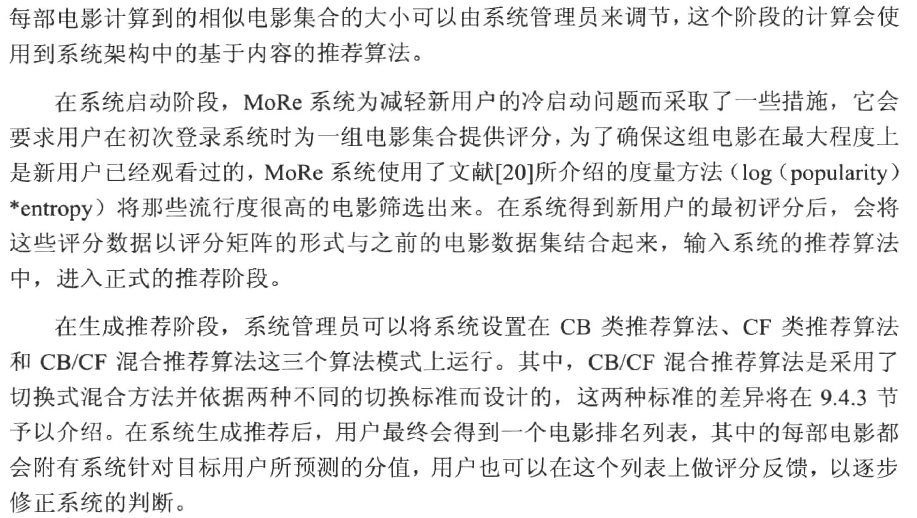 每部电影计算到的相似电影集合的大小可以由系统管理员来调节，这个阶段的计算会使
用到系统架构中的基于内容的推荐算法。
在系统启动阶段，MoRe 系统为减轻新用户的冷启动问题而采取了一些措施，它会
要求用户在初次登录系统时为一组电影集合提供评分，为了确保这组电影在最大程度上
是新用户已经观看过的，MoRe 系统使用了文献[20]所介绍的度量方法（log（popularity）
*entropy）将那些流行度很高的电影筛选出来。在系统得到新用户的最初评分后，会将
这些评分数据以评分矩阵的形式与之前的电影数据集结合起来，输入系统的推荐算法
中，进入正式的推荐阶段。
在生成推荐阶段，系统管理员可以将系统设置在 CB 类推荐算法、CF 类推荐算法
和 CB/CF 混合推荐算法这三个算法模式上运行。其中，CB/CF 混合推荐算法是采用了
切换式混合方法并依据两种不同的切换标准而设计的，这两种标准的差异将在 9.4.3 节
予以介绍。在系统生成推荐后，用户最终会得到一个电影排名列表，其中的每部电影都
会附有系统针对目标用户所预测的分值，用户也可以在这个列表上做评分反馈，以逐步
修正系统的判断。